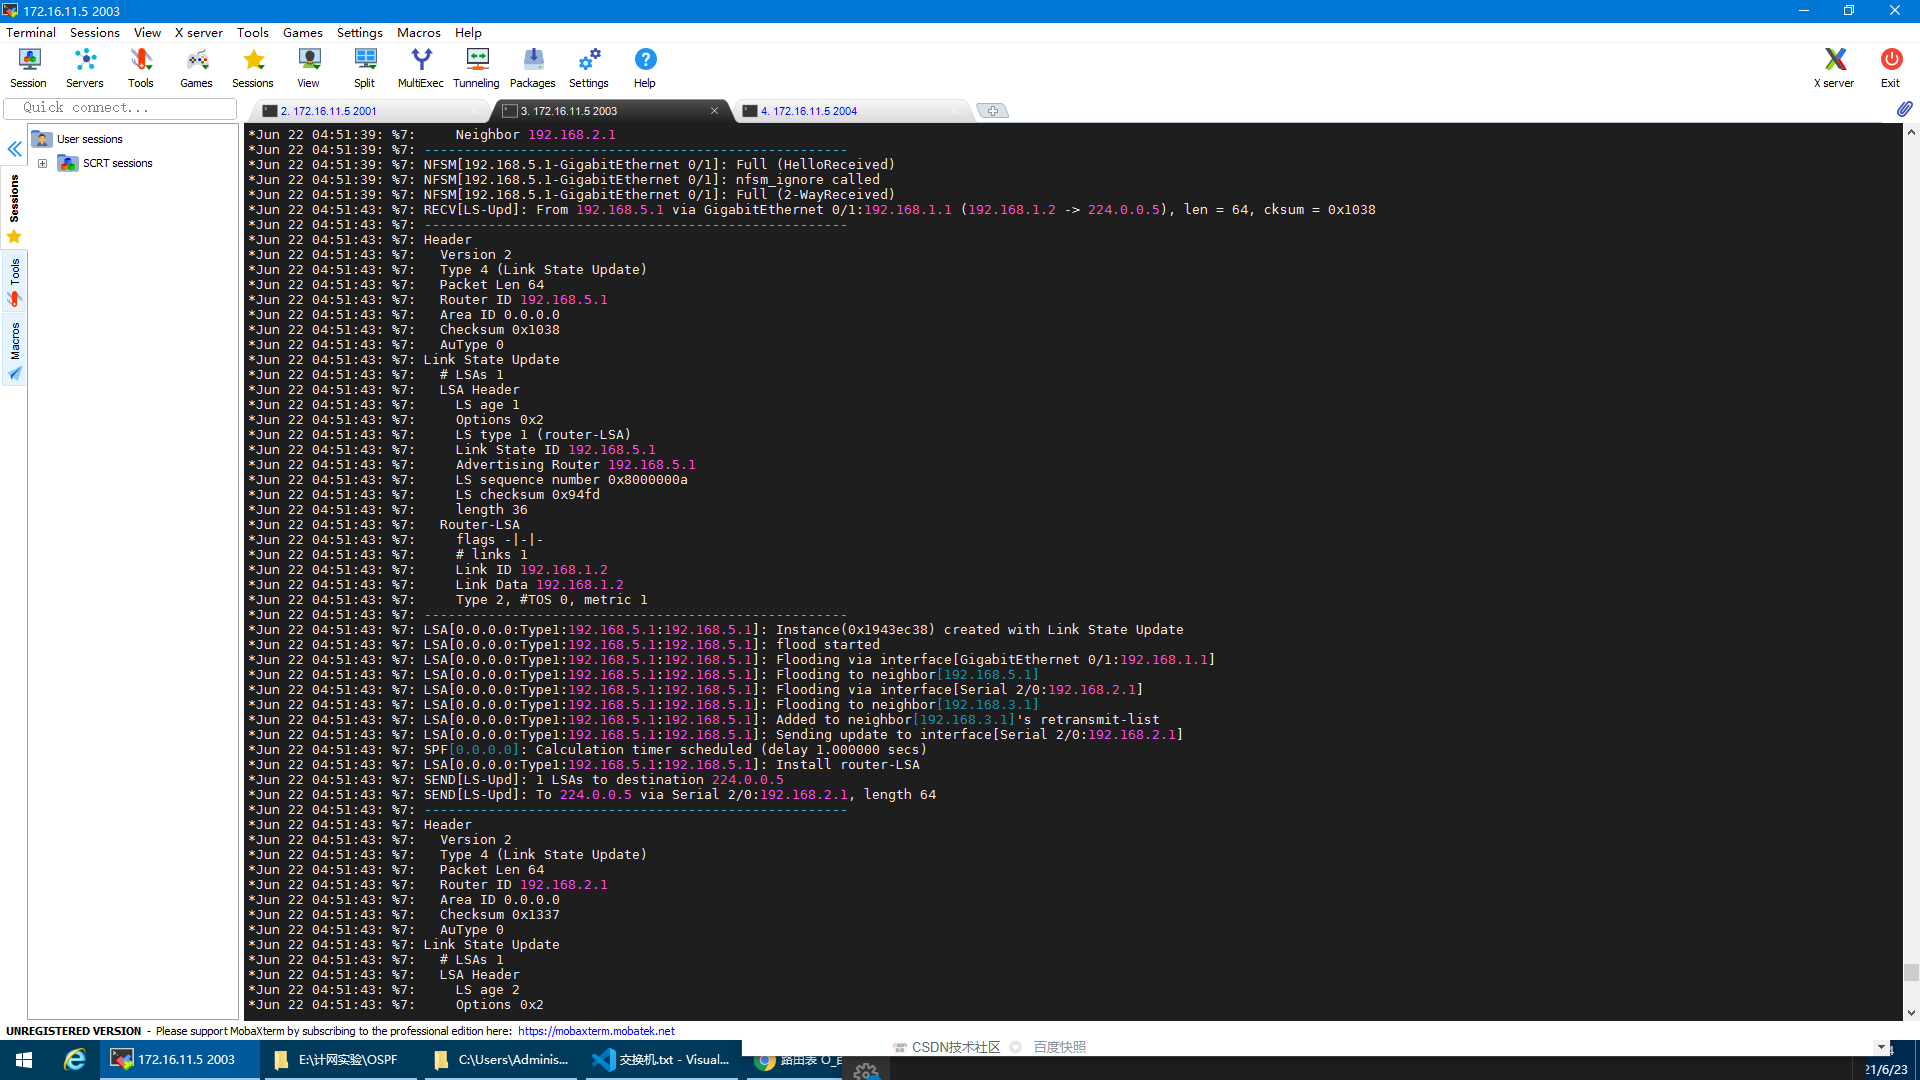 172.16.11.5 2003
Terminal Sessions View X server Tools Games Settings Macros Help
Session Servers Tools Games Sessions View Split MultiExec Tunneling Packages Settings Help X server Exit
Quick connect...
2. 172.16.11.5 2001
3. 172.16.11.5 2003
4. 172.16.11.5 2004
User sessions
SCRT sessions
Sessions
Tools
Macros
*Jun 22 04:51:39: %7:     Neighbor 192.168.2.1
*Jun 22 04:51:39: %7: -----------------------------------------------------
*Jun 22 04:51:39: %7: NFSM[192.168.5.1-GigabitEthernet 0/1]: Full (HelloReceived)
*Jun 22 04:51:39: %7: NFSM[192.168.5.1-GigabitEthernet 0/1]: nfsm_ignore called
*Jun 22 04:51:39: %7: NFSM[192.168.5.1-GigabitEthernet 0/1]: Full (2-WayReceived)
*Jun 22 04:51:43: %7: RECV[LS-Upd]: From 192.168.5.1 via GigabitEthernet 0/1:192.168.1.1 (192.168.1.2 -> 224.0.0.5), len = 64, cksum = 0x1038
*Jun 22 04:51:43: %7: -----------------------------------------------------
*Jun 22 04:51:43: %7: Header
*Jun 22 04:51:43: %7:   Version 2
*Jun 22 04:51:43: %7:   Type 4 (Link State Update)
*Jun 22 04:51:43: %7:   Packet Len 64
*Jun 22 04:51:43: %7:   Router ID 192.168.5.1
*Jun 22 04:51:43: %7:   Area ID 0.0.0.0
*Jun 22 04:51:43: %7:   Checksum 0x1038
*Jun 22 04:51:43: %7:   AuType 0
*Jun 22 04:51:43: %7: Link State Update
*Jun 22 04:51:43: %7:   # LSAs 1
*Jun 22 04:51:43: %7:   LSA Header
*Jun 22 04:51:43: %7:     LS age 1
*Jun 22 04:51:43: %7:     Options 0x2
*Jun 22 04:51:43: %7:     LS type 1 (router-LSA)
*Jun 22 04:51:43: %7:     Link State ID 192.168.5.1
*Jun 22 04:51:43: %7:     Advertising Router 192.168.5.1
*Jun 22 04:51:43: %7:     LS sequence number 0x8000000a
*Jun 22 04:51:43: %7:     LS checksum 0x94fd
*Jun 22 04:51:43: %7:     length 36
*Jun 22 04:51:43: %7:   Router-LSA
*Jun 22 04:51:43: %7:     flags -|-|-
*Jun 22 04:51:43: %7:     # links 1
*Jun 22 04:51:43: %7:     Link ID 192.168.1.2
*Jun 22 04:51:43: %7:     Link Data 192.168.1.2
*Jun 22 04:51:43: %7:     Type 2, #TOS 0, metric 1
*Jun 22 04:51:43: %7: -----------------------------------------------------
*Jun 22 04:51:43: %7: LSA[0.0.0.0:Type1:192.168.5.1:192.168.5.1]: Instance(0x1943ec38) created with Link State Update
*Jun 22 04:51:43: %7: LSA[0.0.0.0:Type1:192.168.5.1:192.168.5.1]: flood started
*Jun 22 04:51:43: %7: LSA[0.0.0.0:Type1:192.168.5.1:192.168.5.1]: Flooding via interface[GigabitEthernet 0/1:192.168.1.1]
*Jun 22 04:51:43: %7: LSA[0.0.0.0:Type1:192.168.5.1:192.168.5.1]: Flooding to neighbor[192.168.5.1]
*Jun 22 04:51:43: %7: LSA[0.0.0.0:Type1:192.168.5.1:192.168.5.1]: Flooding via interface[Serial 2/0:192.168.2.1]
*Jun 22 04:51:43: %7: LSA[0.0.0.0:Type1:192.168.5.1:192.168.5.1]: Flooding to neighbor[192.168.3.1]
*Jun 22 04:51:43: %7: LSA[0.0.0.0:Type1:192.168.5.1:192.168.5.1]: Added to neighbor[192.168.3.1]'s retransmit-list
*Jun 22 04:51:43: %7: LSA[0.0.0.0:Type1:192.168.5.1:192.168.5.1]: Sending update to interface[Serial 2/0:192.168.2.1]
*Jun 22 04:51:43: %7: SPF[0.0.0.0]: Calculation timer scheduled (delay 1.000000 secs)
*Jun 22 04:51:43: %7: LSA[0.0.0.0:Type1:192.168.5.1:192.168.5.1]: Install router-LSA
*Jun 22 04:51:43: %7: SEND[LS-Upd]: 1 LSAs to destination 224.0.0.5
*Jun 22 04:51:43: %7: SEND[LS-Upd]: To 224.0.0.5 via Serial 2/0:192.168.2.1, length 64
*Jun 22 04:51:43: %7: -----------------------------------------------------
*Jun 22 04:51:43: %7: Header
*Jun 22 04:51:43: %7:   Version 2
*Jun 22 04:51:43: %7:   Type 4 (Link State Update)
*Jun 22 04:51:43: %7:   Packet Len 64
*Jun 22 04:51:43: %7:   Router ID 192.168.2.1
*Jun 22 04:51:43: %7:   Area ID 0.0.0.0
*Jun 22 04:51:43: %7:   Checksum 0x1337
*Jun 22 04:51:43: %7:   AuType 0
*Jun 22 04:51:43: %7: Link State Update
*Jun 22 04:51:43: %7:   # LSAs 1
*Jun 22 04:51:43: %7:   LSA Header
*Jun 22 04:51:43: %7:     LS age 2
*Jun 22 04:51:43: %7:     Options 0x2
UNREGISTERED VERSION - Please support MobaXterm by subscribing to the professional edition here: https://mobaxterm.mobatek.net
172.16.11.5 2003
E:\计网实验\OSPF
C:\Users\Adminis...
交换机.txt - Visual...
路由表 O_
CSDN技术社区
百度快照
21/6/23